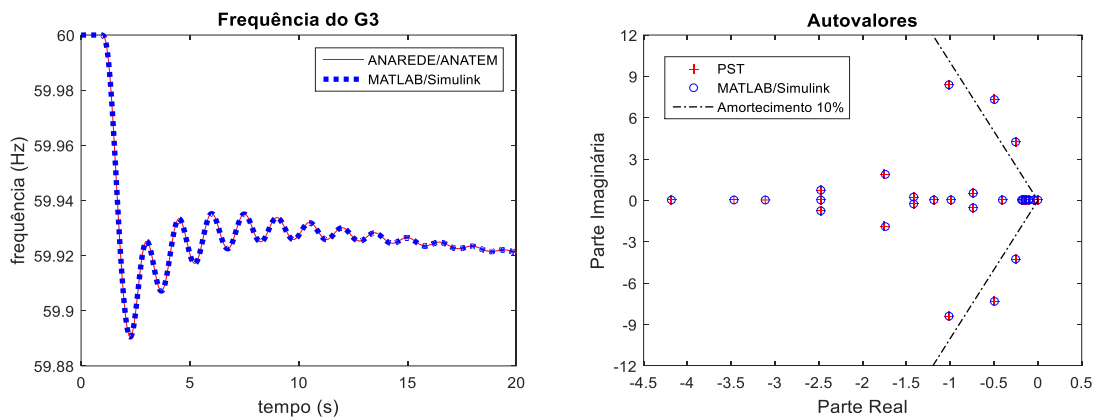 Frequência do G3
60
59.98
59.96
59.94
59.92
59.9
59.88
frequência (Hz)
ANAREDE/ANATEM
MATLAB/Simulink
0
5
10
15
20
tempo (s)
Autovalores
12
9
6
3
0
-3
-6
-9
-12
Parte Imaginária
PST
MATLAB/Simulink
Amortecimento 10%
-4.5
-4
-3.5
-3
-2.5
-2
-1.5
-1
-0.5
0
0.5
Parte Real